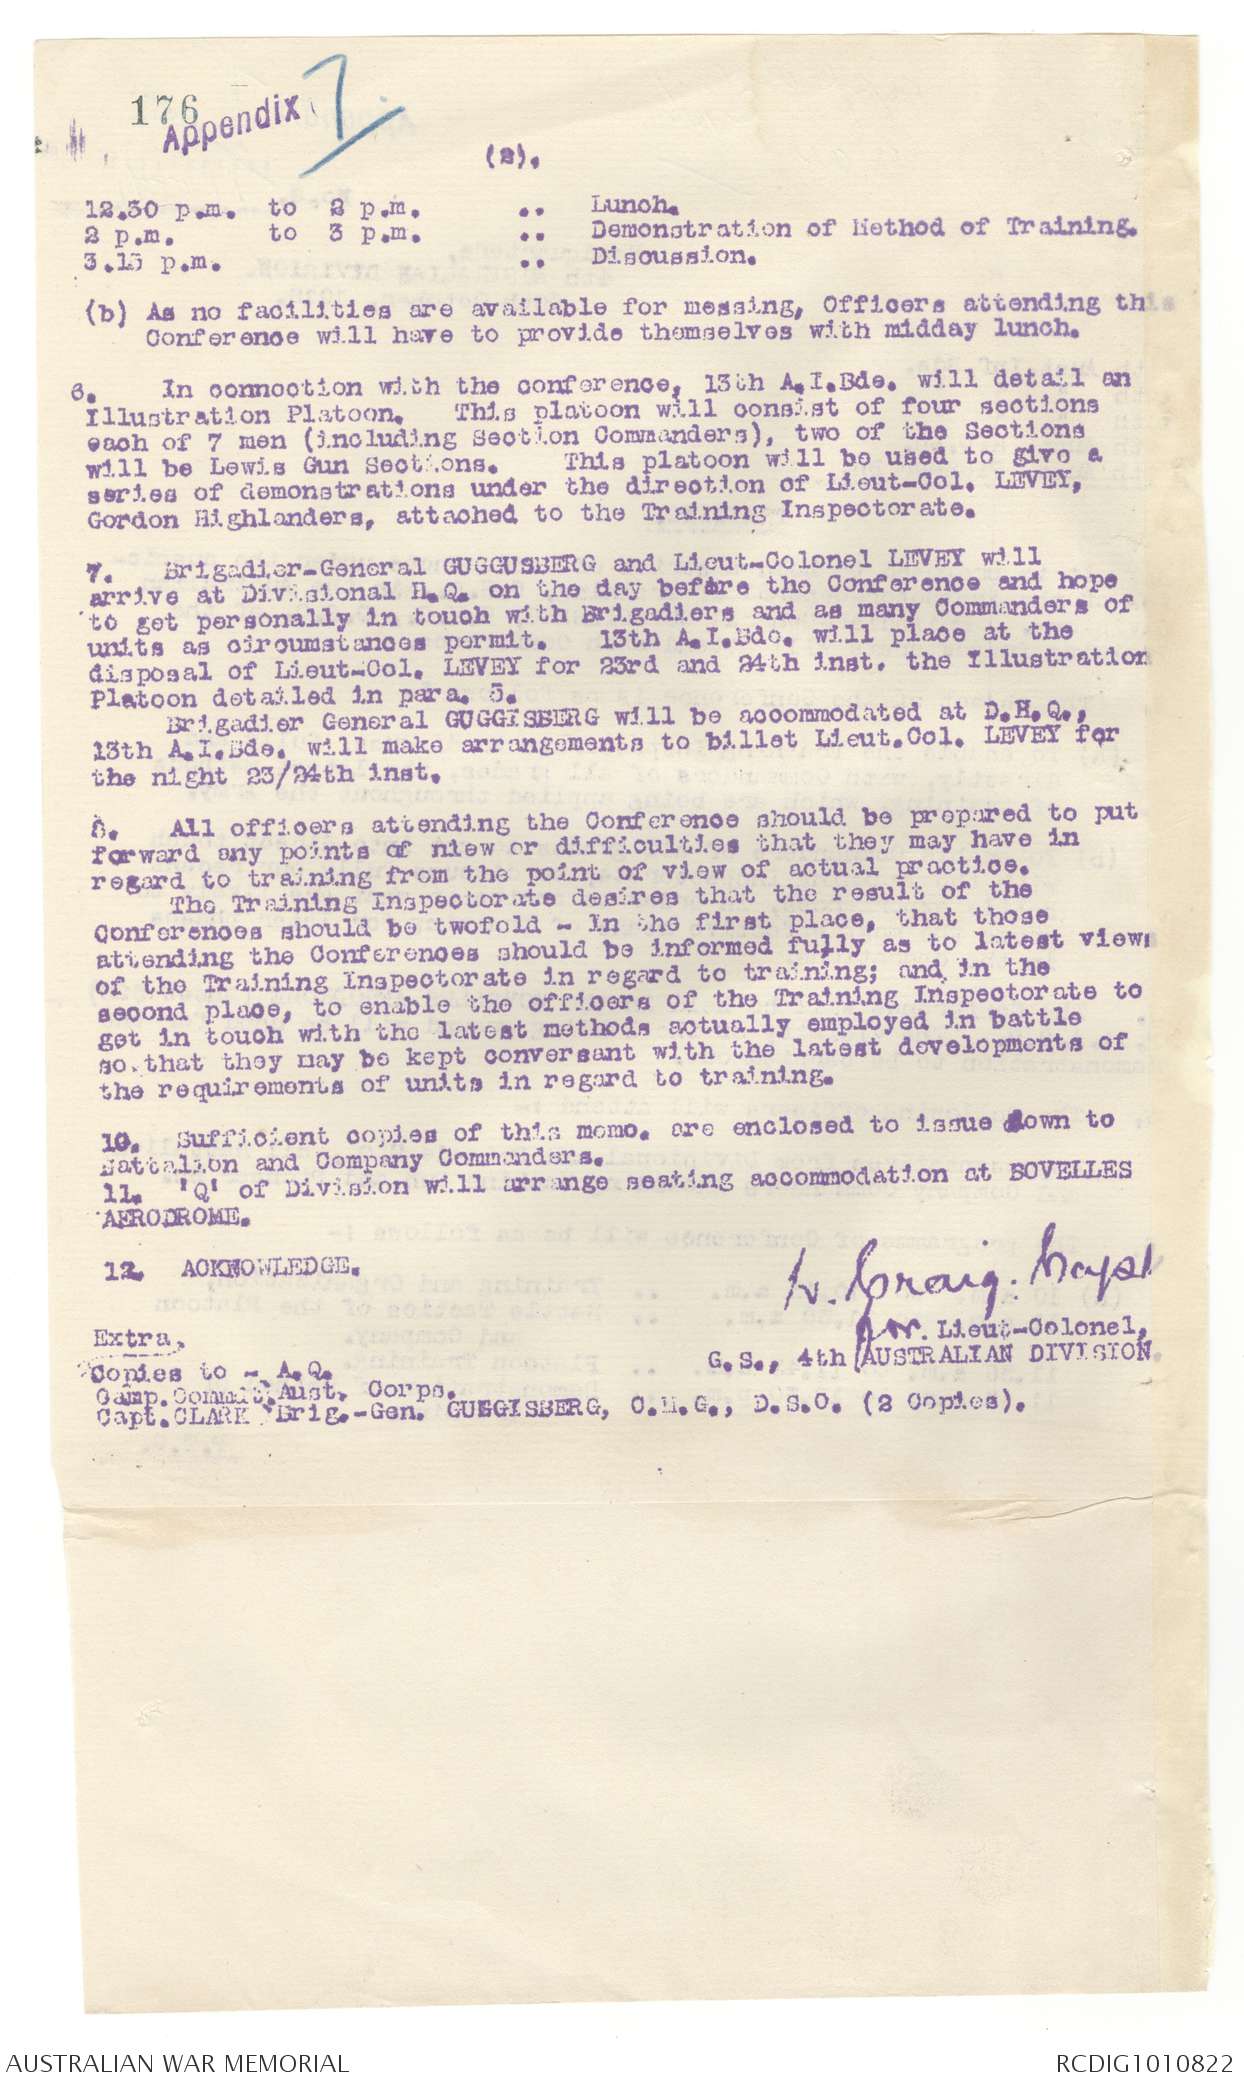 176
Appendix 7
(2).
12.30 p.m. to 2 p.m. .. Lunch.
2 p.m. to 3 p.m. .. Demonstration of Method of Training.
3.15 p.m. .. Discussion.
(b) As no facilities are available for messing, Officers attending this
Conference will have to provide themselves with midday lunch.
6. In connection with the conference, 13th A.I.Bde. will detail an
Illustration Platoon. This platoon will consist of four sections
each of 7 men (including Section Commanders), two of the Sections
will be Lewis Gun Sections. This platoon will be used to give a
series of demonstrations under the direction of Lieut-Col. LEVEY,
Gordon Highlanders, attached to the Training Inspectorate.
7. Brigadier-General GUGGUSBERG and Lieut-Colonel LEVEY will
arrive at Divisional H.Q. on the day before the Conference and hope
to get personally in touch with Brigadiers and as many Commanders of
units as circumstances permit. 13th A.I.Bde. will place at the
disposal of Lieut-Col. LEVEY for 23rd and 24th inst. the Illustration
Platoon detailed in para. 5.
Brigadier General GUGGISBERG will be accommodated at D.H.Q.,
13th A.I.Bde. will make arrangements to billet Lieut.Col. LEVEY for
the night 23/24th inst.
8. All officers attending the Conference should be prepared to put
forward any points of niew or difficulties that they may have in
regard to training from the point of view of actual practice.
The Training Inspectorate desires that the result of the
Conferences should be twofold - In the first place, that those
attending the Conferences should be informed fully as to latest views
of the Training Inspectorate in regard to training; and in the
second place, to enable the officers of the Training Inspectorate to
get in touch with the latest methods actually employed in battle
so that they may be kept conversant with the latest developments of
the requirements of units in regard to training.
10. Sufficient copies of this memo. are enclosed to issue down to
Battalion and Company Commanders.
11. 'Q' of Division will arrange seating accommodation at BOVELLES
AERODROME.
12. ACKNOWLEDGE.
W. Craig. Capt
for. Lieut-Colonel,
G.S., 4th AUSTRALIAN DIVISION.
Extra,
Copies to - A.Q.
Camp.Commdt. Aust. Corps.
Capt.CLARK Brig.-Gen. GUGGISBERG, C.M.G., D.S.O. (2 Copies).
AUSTRALIAN WAR MEMORIAL
RCDIG1010822